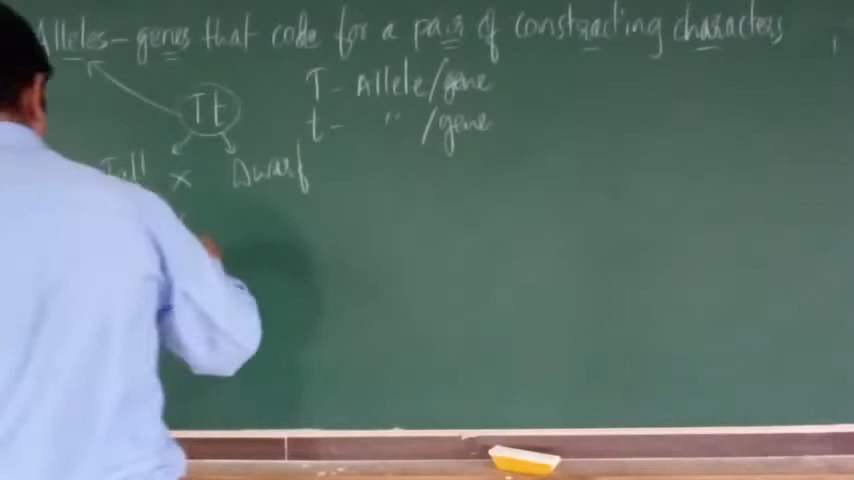 Alleles - genes that code for a pair of constracting characters
Tt
T - Allele/gene
t - " /gene
Tall × Dwarf